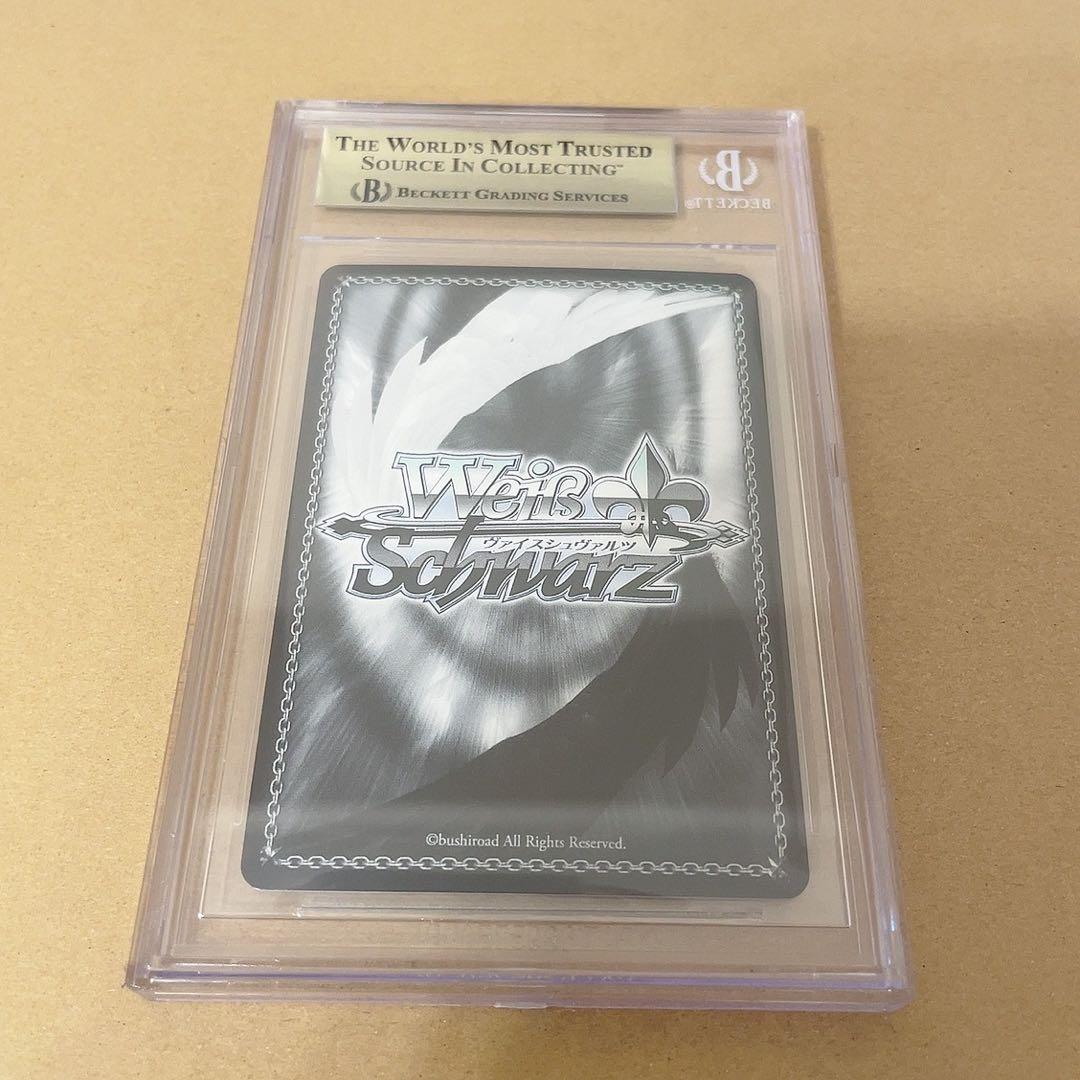 THE WORLD'S MOST TRUSTED
SOURCE IN COLLECTING™
B BECKETT GRADING SERVICES
B
BECKETT®
Weiß
ヴァイスシュヴァルツ
Schwarz
©bushiroad All Rights Reserved.